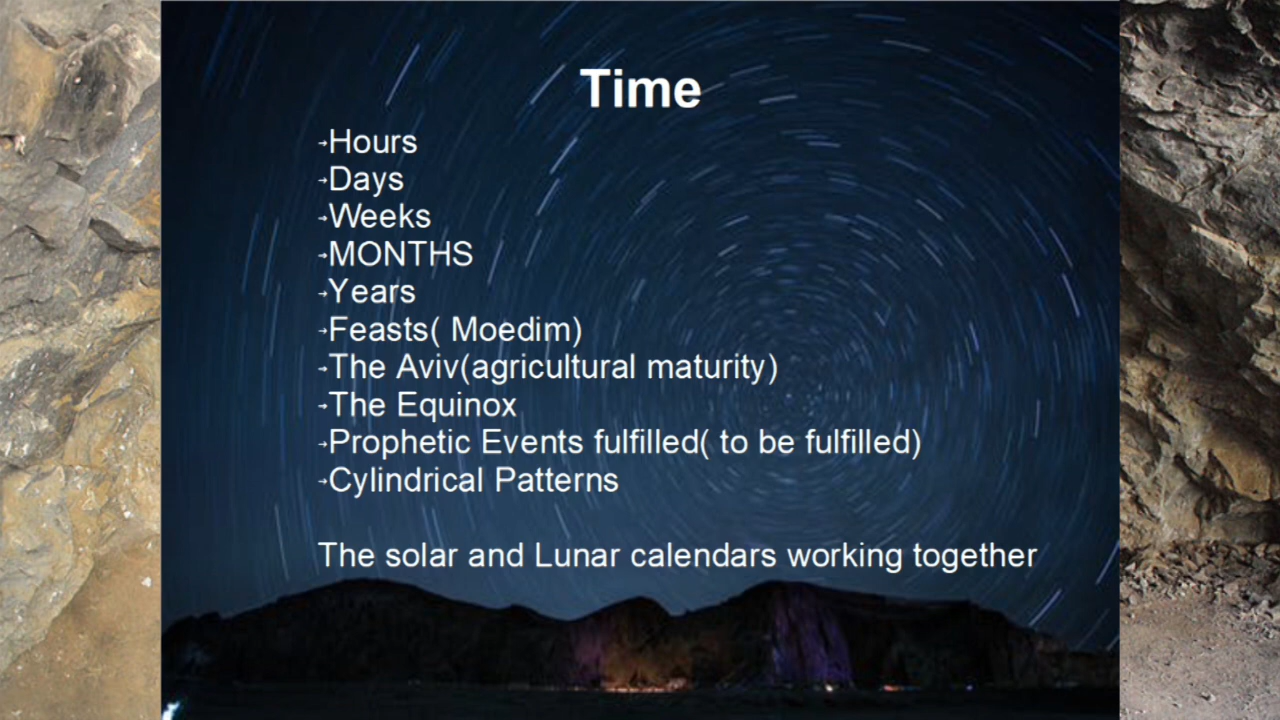 Time
→Hours
→Days
→Weeks
→MONTHS
→Years
→Feasts( Moedim)
→The Aviv(agricultural maturity)
→The Equinox
→Prophetic Events fulfilled( to be fulfilled)
→Cylindrical Patterns
The solar and Lunar calendars working together